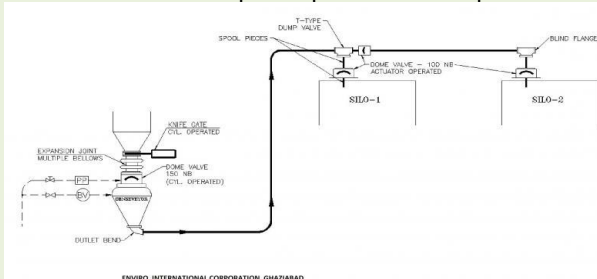 T-TYPE
DUMP VALVE
SPOOL PIECES
BLIND FLANGE
DOME VALVE - 100 NB
ACTUATOR OPERATED
SILO-1
SILO-2
KNIFE GATE
CYL. OPERATED
EXPANSION JOINT
MULTIPLE BELLOWS
DOME VALVE
150 NB
(CYL. OPERATED)
PP
BV
DENSEVEYOR
OUTLET BEND
ENVIRO INTERNATIONAL CORPORATION, GHAZIABAD